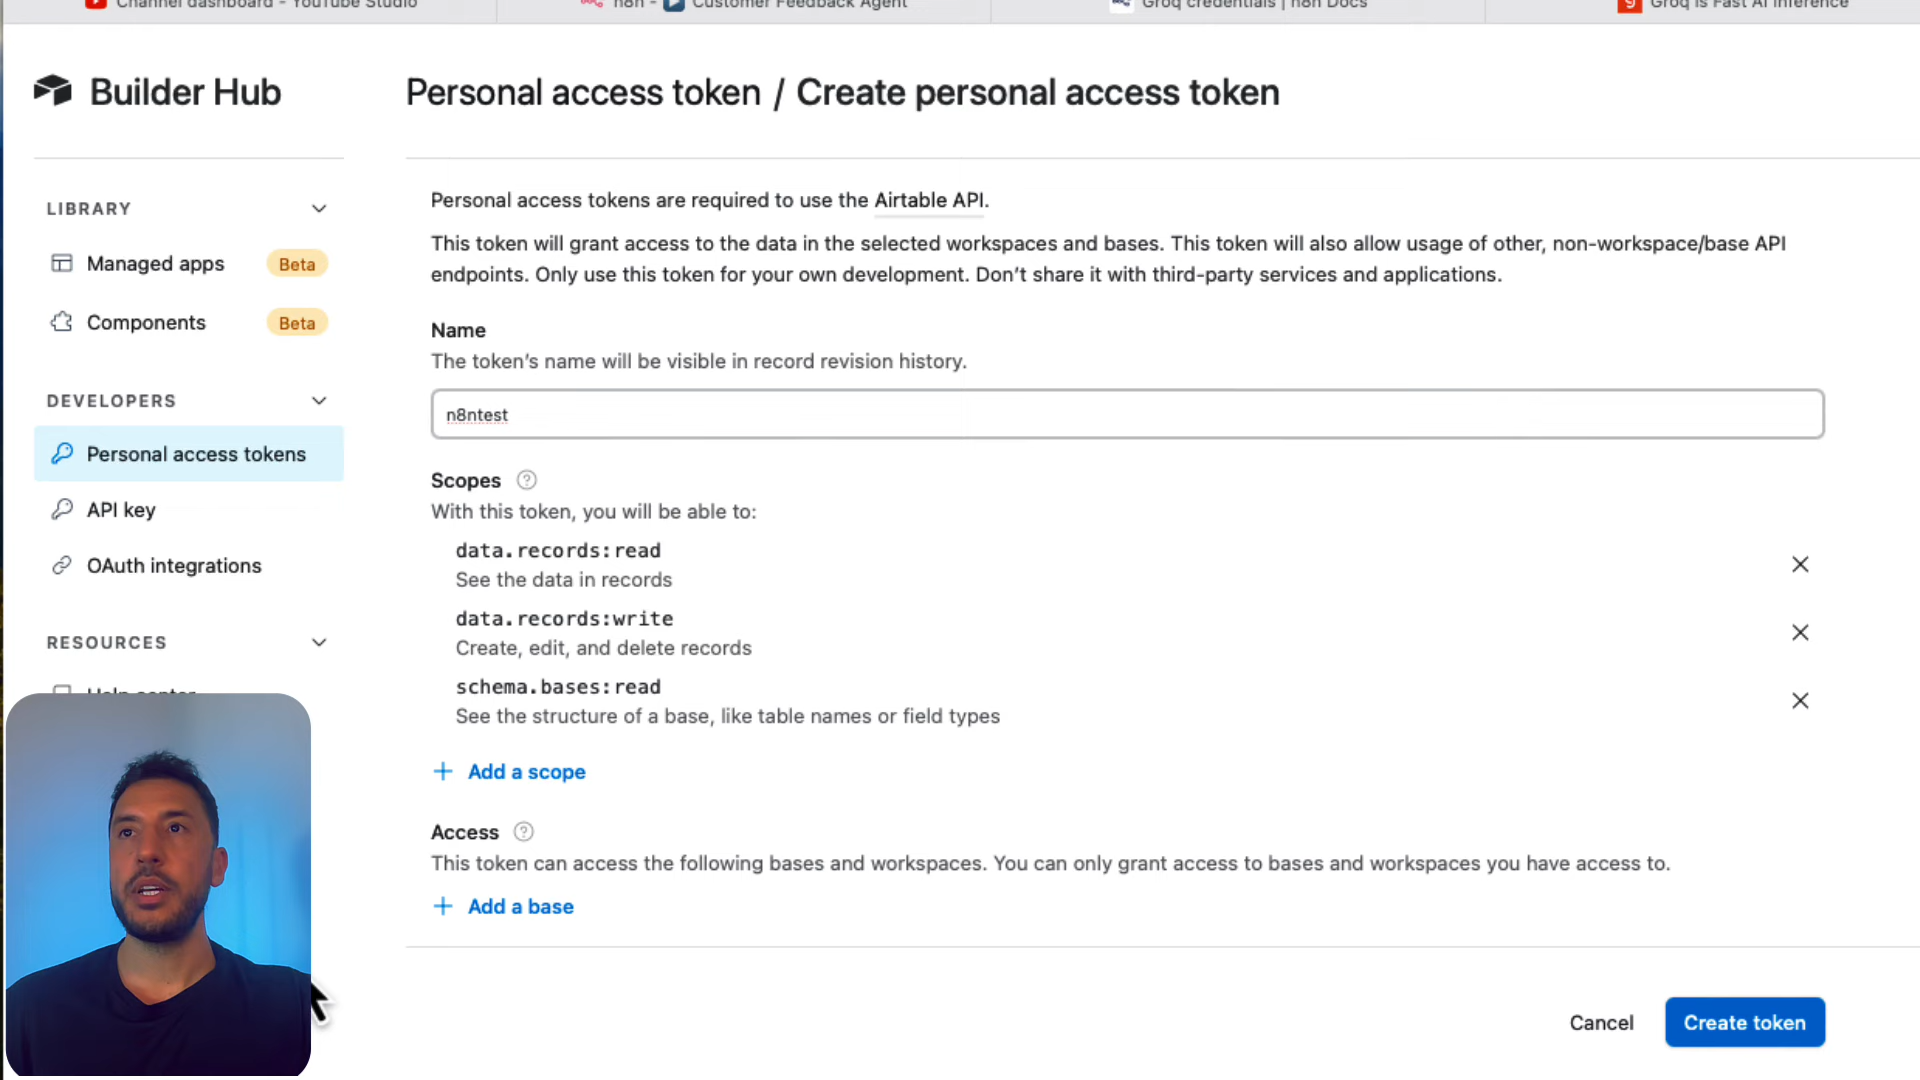 Channel dashboard - YouTube Studio
n8n - Customer Feedback Agent
Groq credentials | n8n Docs
Groq is Fast AI Inference
Builder Hub
Personal access token / Create personal access token
LIBRARY
Managed apps Beta
Components Beta
DEVELOPERS
Personal access tokens
API key
OAuth integrations
RESOURCES
Help center
Personal access tokens are required to use the Airtable API.
This token will grant access to the data in the selected workspaces and bases. This token will also allow usage of other, non-workspace/base API
endpoints. Only use this token for your own development. Don't share it with third-party services and applications.
Name
The token's name will be visible in record revision history.
n8ntest
Scopes ?
With this token, you will be able to:
data.records:read
See the data in records
data.records:write
Create, edit, and delete records
schema.bases:read
See the structure of a base, like table names or field types
+ Add a scope
Access ?
This token can access the following bases and workspaces. You can only grant access to bases and workspaces you have access to.
+ Add a base
Cancel
Create token